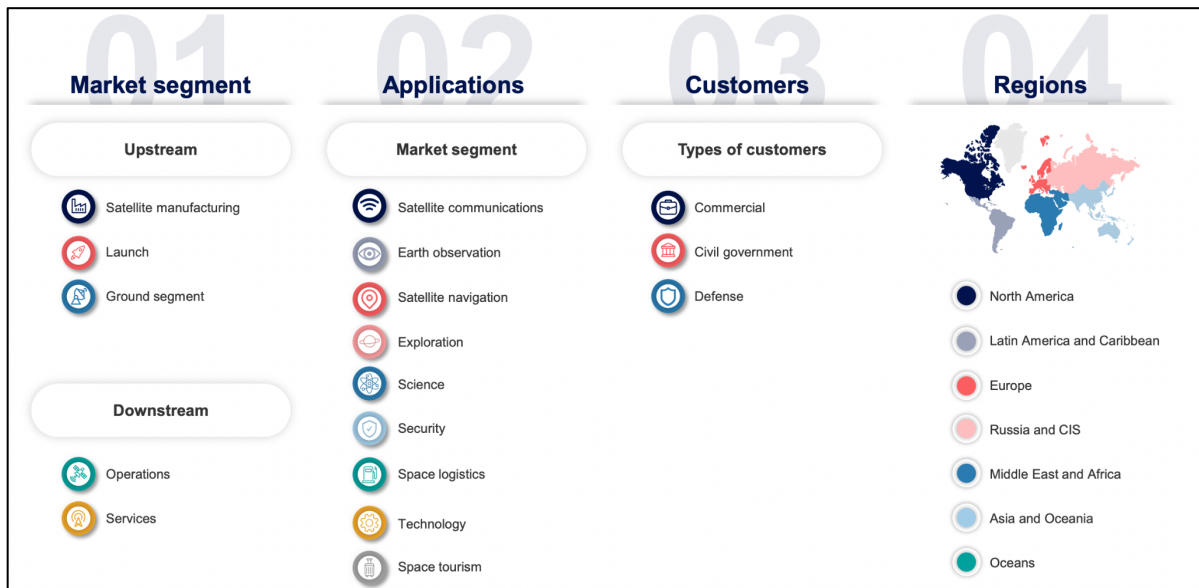 01
Market segment
Upstream
Satellite manufacturing
Launch
Ground segment
Downstream
Operations
Services
02
Applications
Market segment
Satellite communications
Earth observation
Satellite navigation
Exploration
Science
Security
Space logistics
Technology
Space tourism
03
Customers
Types of customers
Commercial
Civil government
Defense
04
Regions
North America
Latin America and Caribbean
Europe
Russia and CIS
Middle East and Africa
Asia and Oceania
Oceans